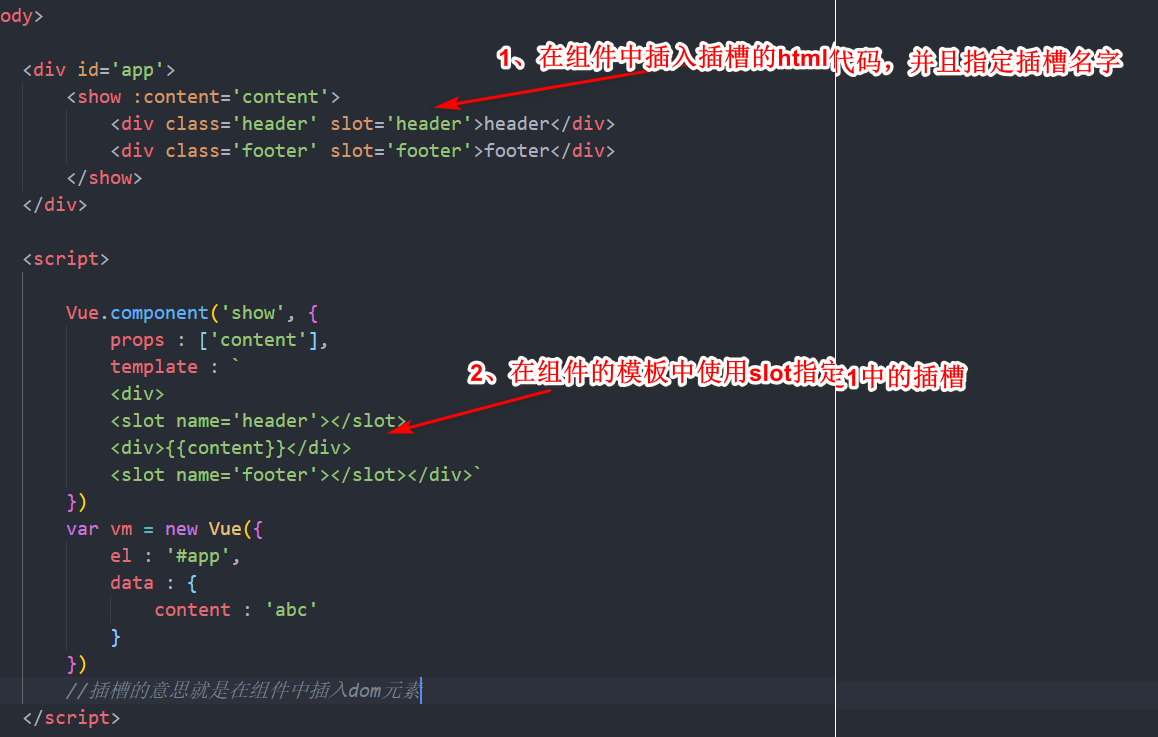 ody>
1、在组件中插入插槽的html代码，并且指定插槽名字
<div id='app'>
<show :content='content'>
<div class='header' slot='header'>header</div>
<div class='footer' slot='footer'>footer</div>
</show>
</div>
<script>
Vue.component('show', {
props : ['content'],
template : `
2、在组件的模板中使用slot指定1中的插槽
<div>
<slot name='header'></slot>
<div>{{content}}</div>
<slot name='footer'></slot></div>`
})
var vm = new Vue({
el : '#app',
data : {
content : 'abc'
}
})
//插槽的意思就是在组件中插入dom元素
</script>